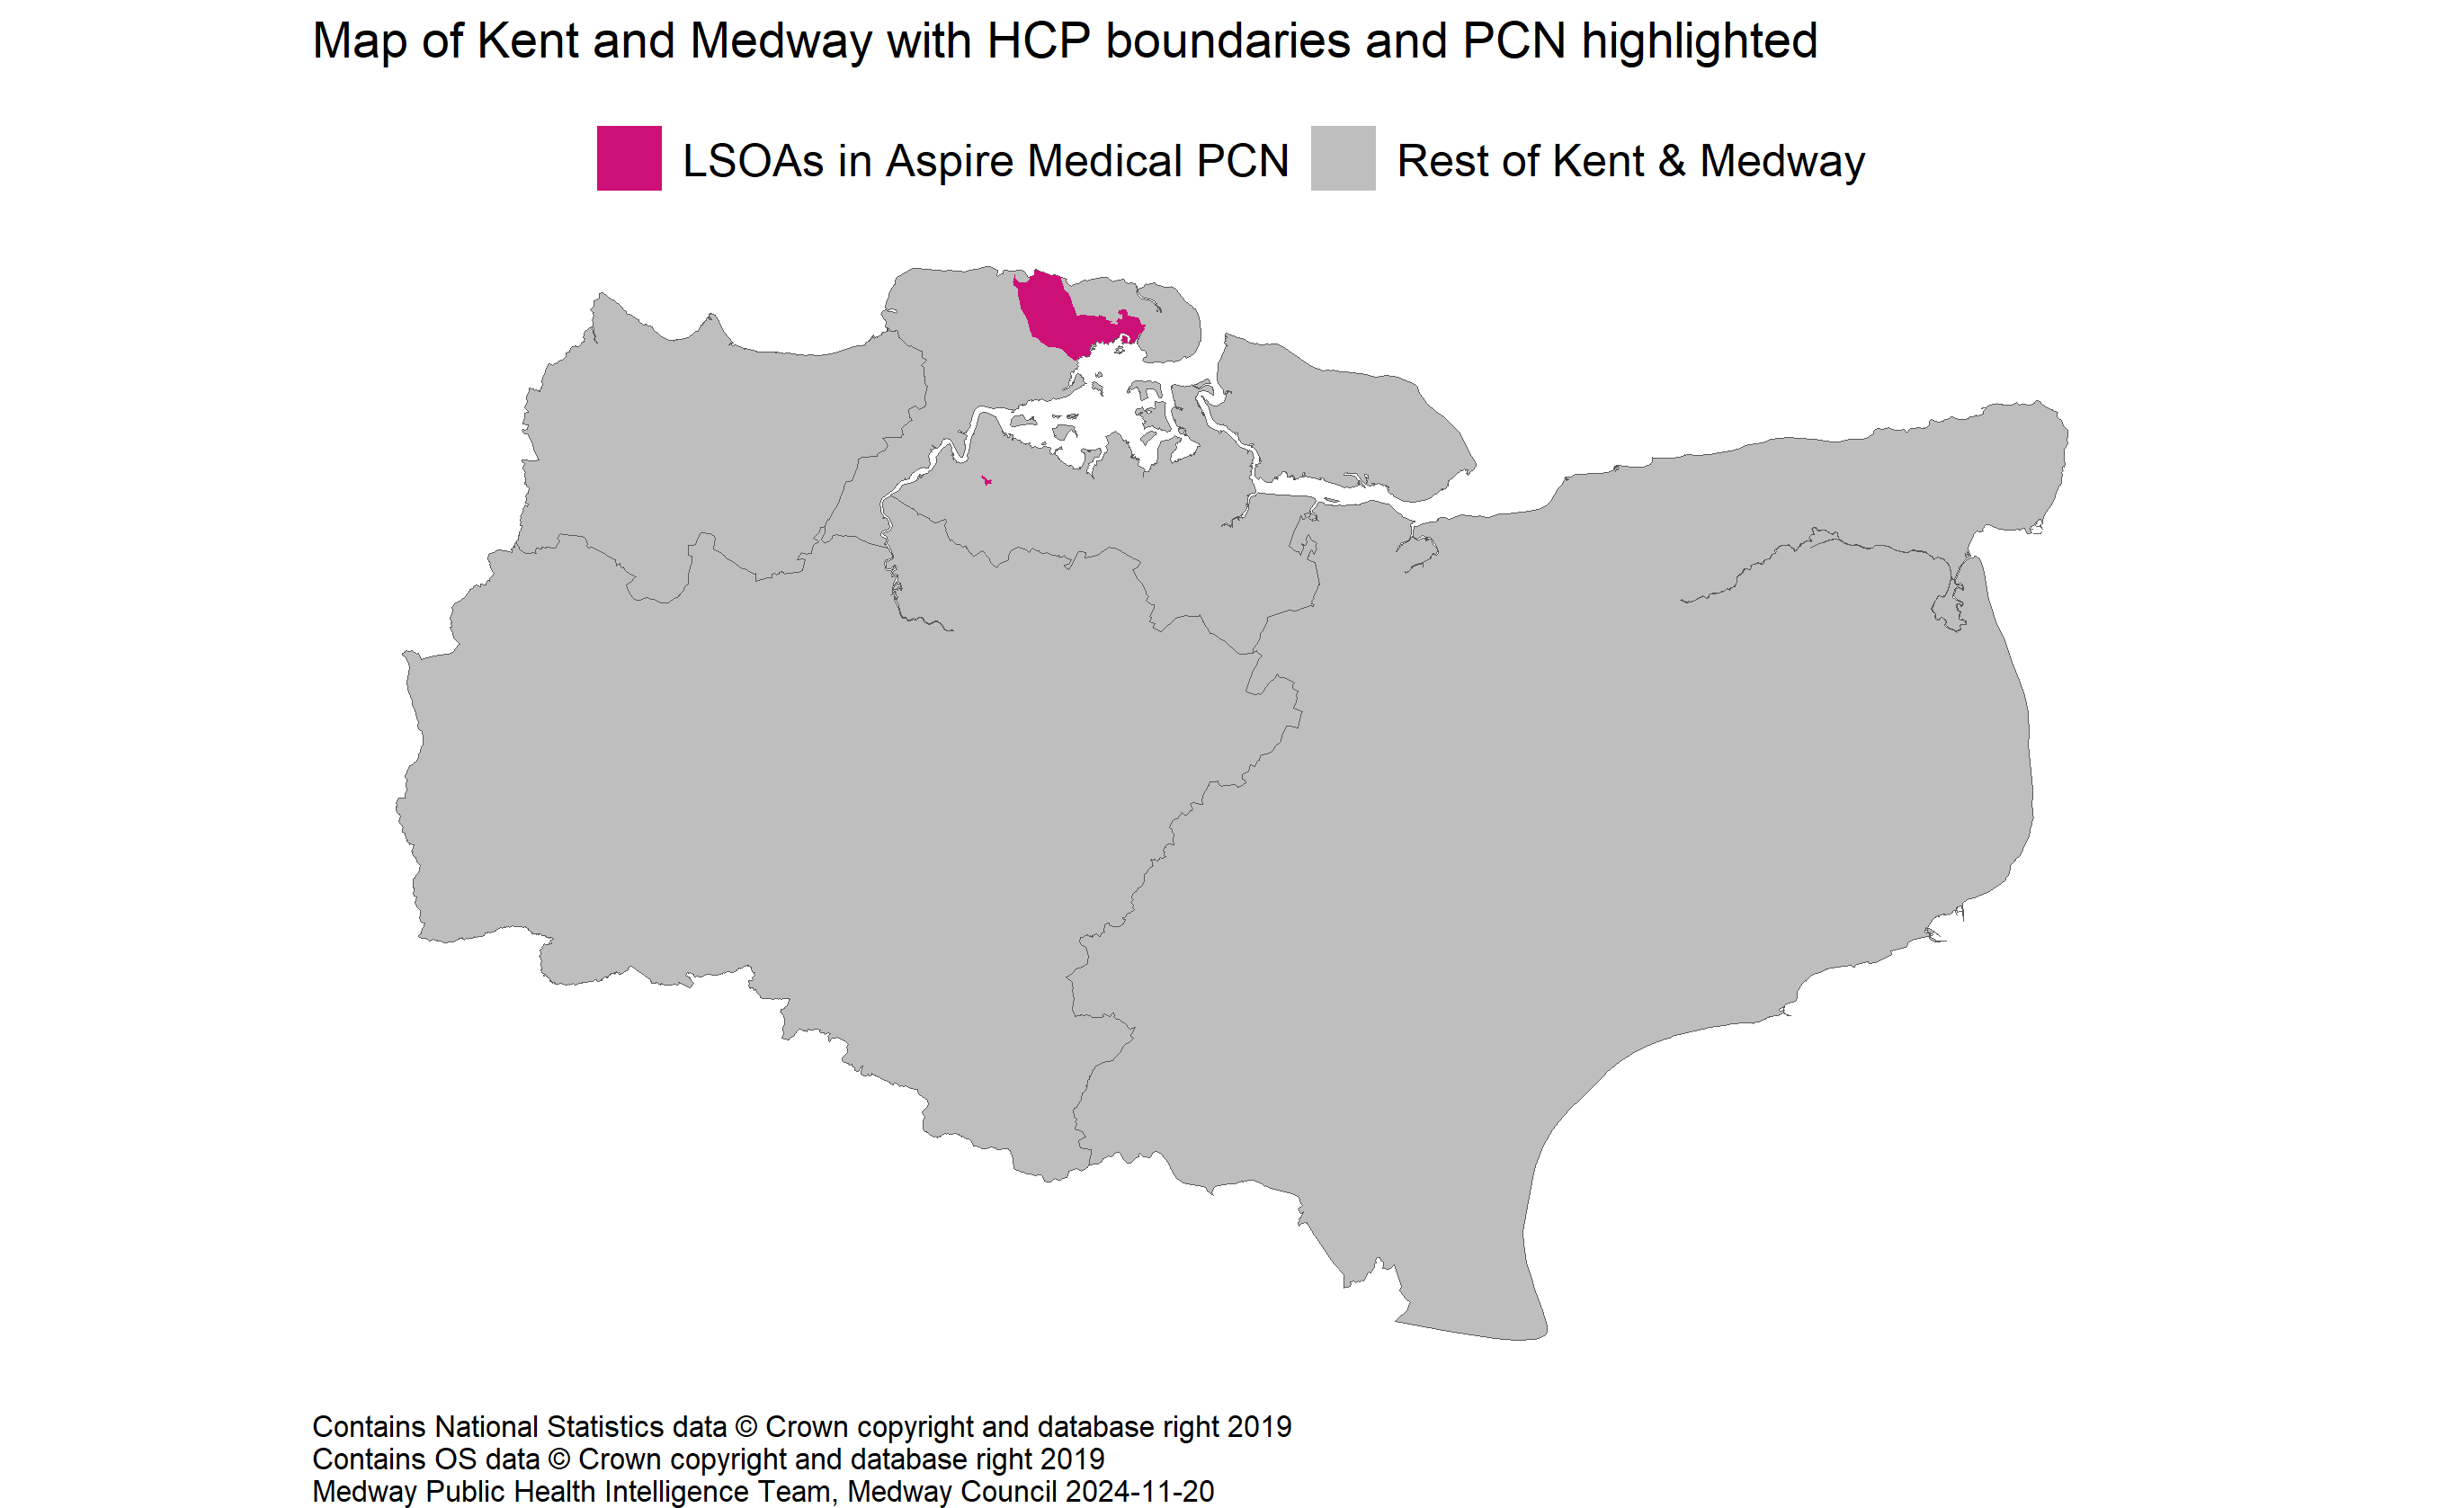 Map of Kent and Medway with HCP boundaries and PCN highlighted
LSOAs in Aspire Medical PCN
Rest of Kent & Medway
Contains National Statistics data © Crown copyright and database right 2019
Contains OS data © Crown copyright and database right 2019
Medway Public Health Intelligence Team, Medway Council 2024-11-20